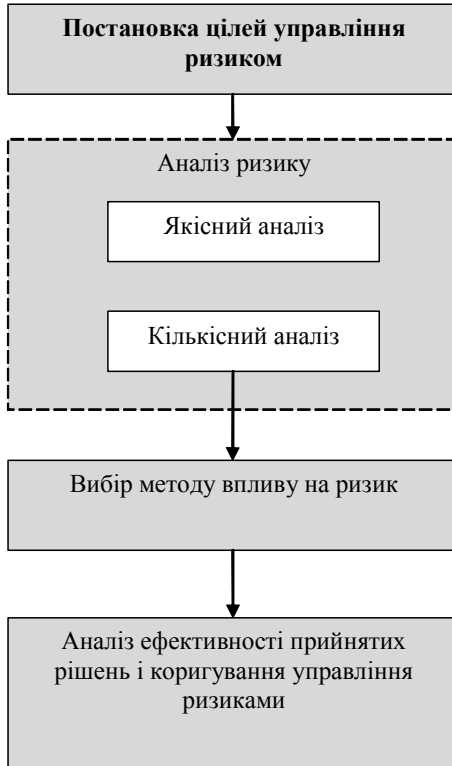 Постановка цілей управління
ризиком
Аналіз ризику
Якісний аналіз
Кількісний аналіз
Вибір методу впливу на ризик
Аналіз ефективності прийнятих
рішень і коригування управління
ризиками